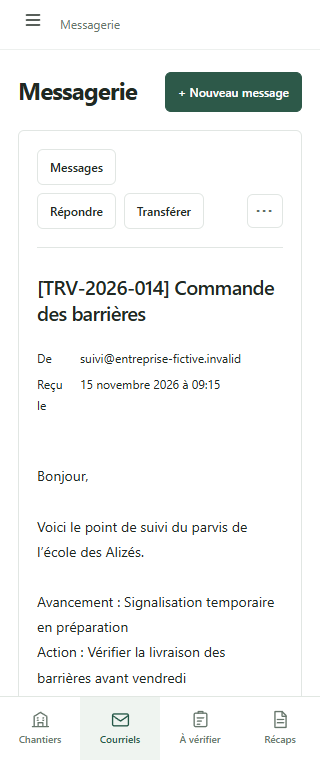 Messagerie
Messagerie
+ Nouveau message
Messages
Répondre
Transférer
...
[TRV-2026-014] Commande
des barrières
De suivi@entreprise-fictive.invalid
Reçu 15 novembre 2026 à 09:15
le
Bonjour,
Voici le point de suivi du parvis de
l'école des Alizés.
Avancement : Signalisation temporaire
en préparation
Action : Vérifier la livraison des
barrières avant vendredi
Chantiers
Courriels
À vérifier
Récaps